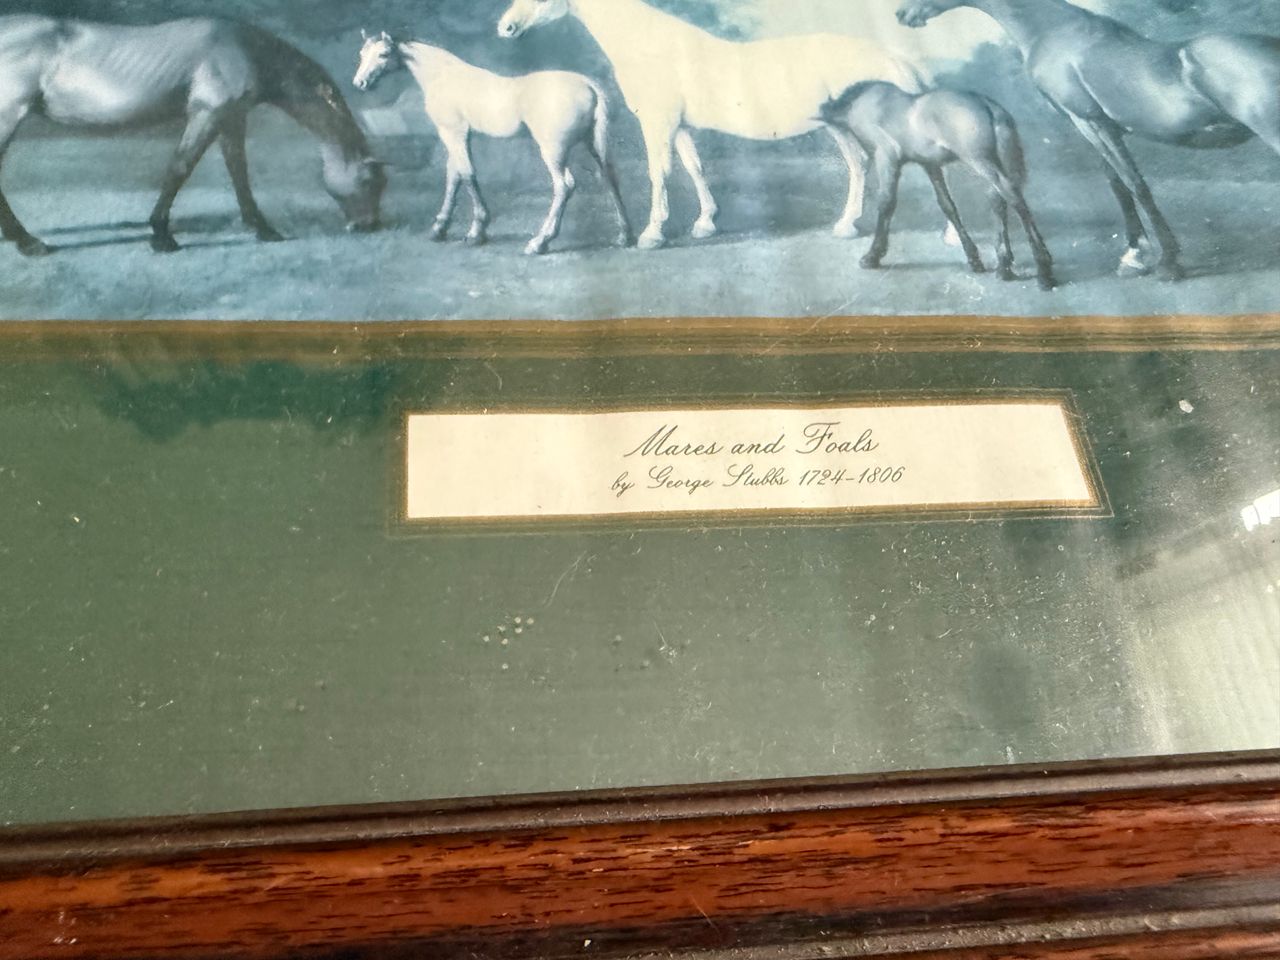 Mares and Foals
by George Stubbs 1724-1806